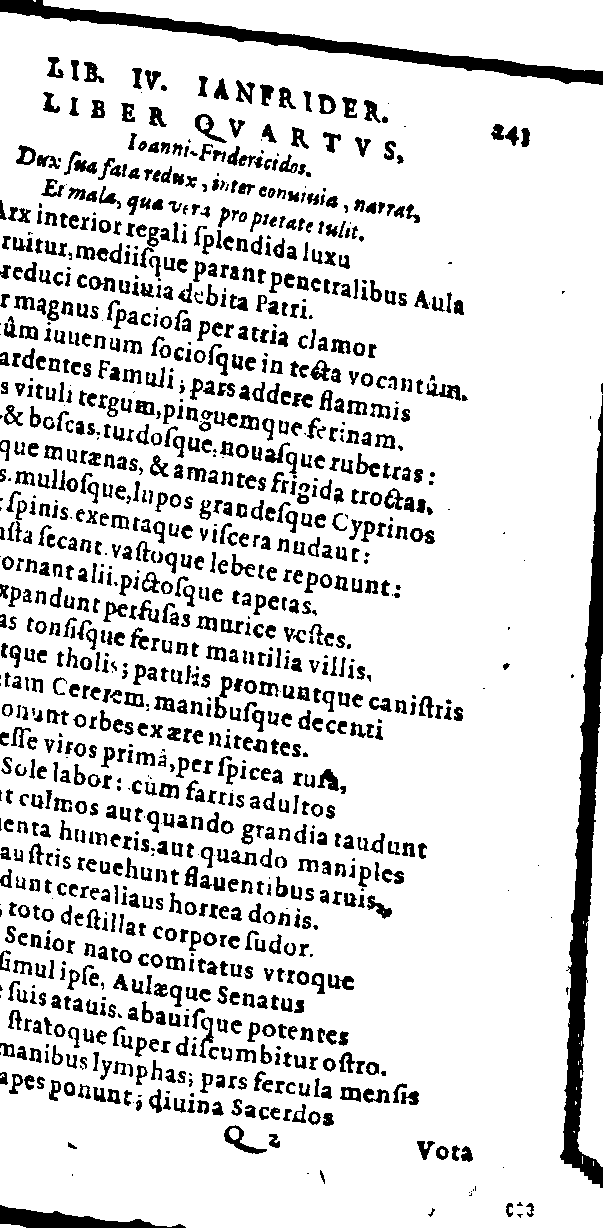 LIB. IV. IANFRIDER. 243
LIBER QVARTVS,
Ioanni-Fridericidos.
Dux ſua fata redux, inter conuiuia, narrat,
Et mala, quæ vera pro pietate tulit.
Arx interior regali ſplendida luxu
ruitur, mediiſque parant penetralibus Aula
reduci conuiuia debita Patri.
magnus ſpacioſa per atria clamor
iuuenum ſocioſque in tecta vocantûm.
ardentes Famuli; pars addere flammis
vituli tergum, pinguemque ferinam.
& boſcas, turdoſque, nouaſque rubetras:
que murænas, & amantes frigida troctas,
mulloſque, lupos grandeſque Cyprinos
ſpinis exemtaque viſcera nudant:
ſecant. vaſtoque lebete reponunt:
ornant alii. pictoſque tapetas.
xpandunt perfuſas murice veſtes.
tonſiſque ferunt mantilia villis.
tque tholis; patulis promuntque caniſtris
Cererem, manibuſque decenti
onunt orbes ex ære nitentes.
eſſe viros prima, per ſpicea rura,
Sole labor: cùm farris adultos
culmos aut quando grandia taudunt
enta humeris, aut quando maniples
auſtris reuehunt flauentibus aruis,
dunt cerealiaus horrea donis.
toto deſtillat corpore ſudor.
Senior nato comitatus vtroque
ſimul ipſe, Aulæque Senatus
ſuis atauis. abauiſque potentes
ſtratoque ſuper diſcumbitur oſtro.
manibus lymphas; pars fercula menſis
apes ponunt; diuina Sacerdos
Q 2 Vota